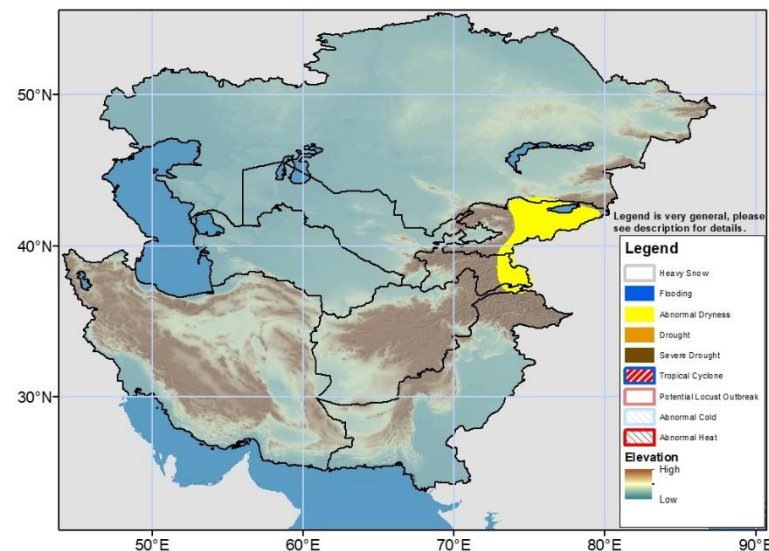 50°N
40°N
30°N
50°E
60°E
70°E
80°E
90°E
Legend is very general, please
see description for details.
Legend
Heavy Snow
Flooding
Abnormal Dryness
Drought
Severe Drought
Tropical Cyclone
Potential Locust Outbreak
Abnormal Cold
Abnormal Heat
Elevation
High
Low